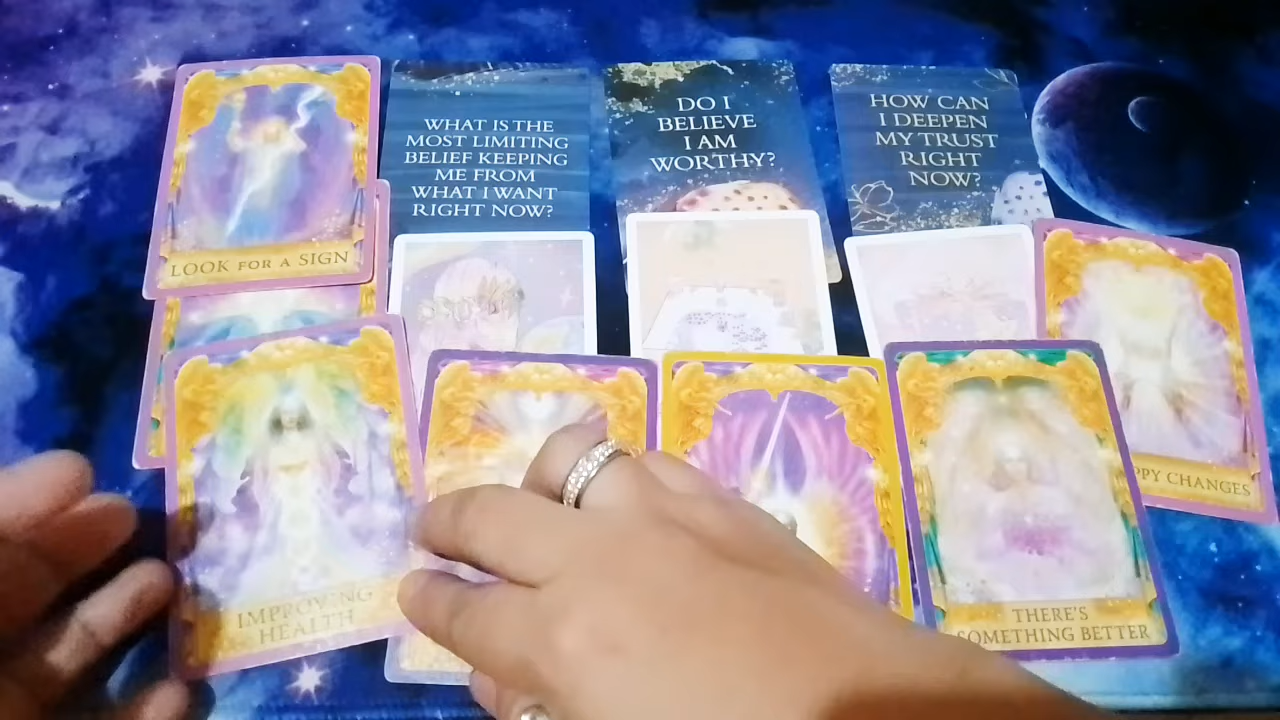 LOOK FOR A SIGN
WHAT IS THE
MOST LIMITING
BELIEF KEEPING
ME FROM
WHAT I WANT
RIGHT NOW?
DO I
BELIEVE
I AM
WORTHY?
HOW CAN
I DEEPEN
MY TRUST
RIGHT
NOW?
IMPROVING
HEALTH
THERE'S
SOMETHING BETTER
PPY CHANGES